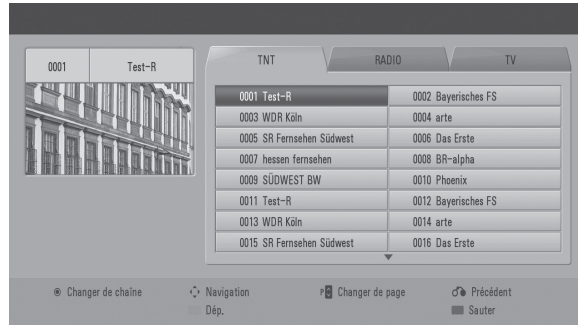 0001 Test-R
TNT RADIO TV
0001 Test-R 0002 Bayerisches FS
0003 WDR Köln 0004 arte
0005 SR Fernsehen Südwest 0006 Das Erste
0007 hessen fernsehen 0008 BR-alpha
0009 SÜDWEST BW 0010 Phoenix
0011 Test-R 0012 Bayerisches FS
0013 WDR Köln 0014 arte
0015 SR Fernsehen Südwest 0016 Das Erste
Changer de chaîne Navigation P Changer de page Précédent
Dép. Sauter